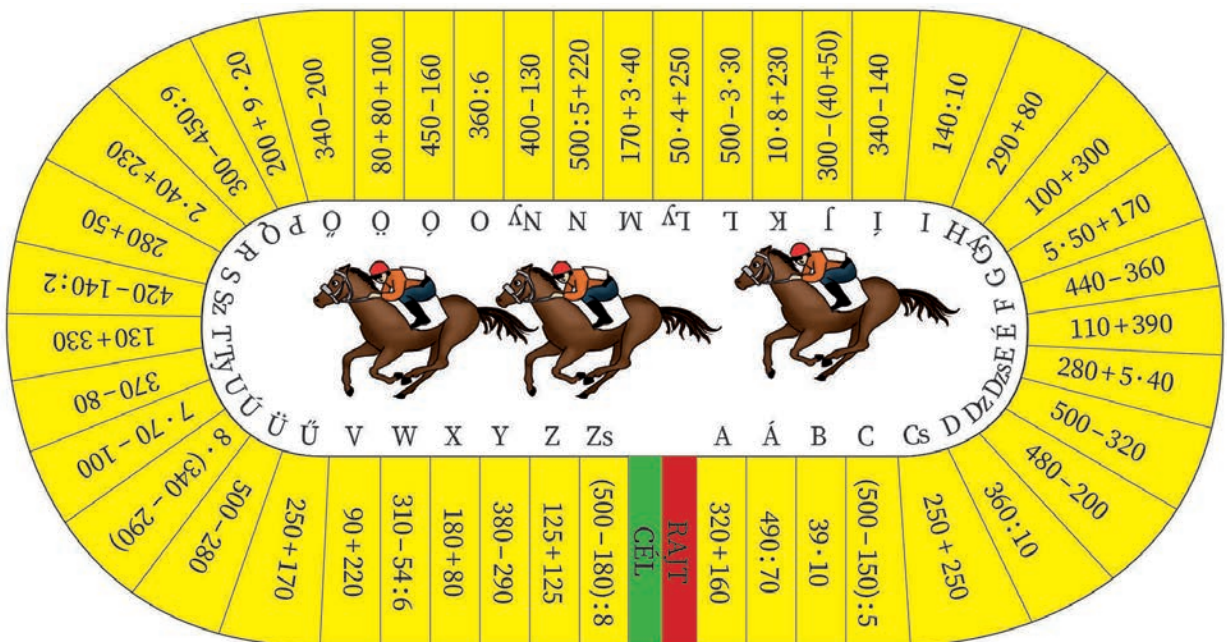 RAJT
A
320+160
Á
490:70
B
39·10
C
(500−150):5
Cs
250+250
D
360:10
Dz
480−200
Dzs
500−320
E
280+5·40
É
110+390
F
440−360
G
5·50+170
Gy
100+300
H
290+80
I
140:10
Í
340−140
J
300−(40+50)
K
10·8+230
L
500−3·30
Ly
50·4+250
M
170+3·40
N
500:5+220
Ny
400−130
O
360:6
Ó
450−160
Ö
80+80+100
Ő
340−200
P
200+9·20
Q
300−450:9
R
2·40+230
S
280+50
Sz
420−140:2
T
130+330
Ty
370−80
U
7·70−100
Ú
8·(340−290)
Ü
500−280
Ű
250+170
V
90+220
W
310−54:6
X
180+80
Y
380−290
Z
125+125
Zs
(500−180):8
CÉL